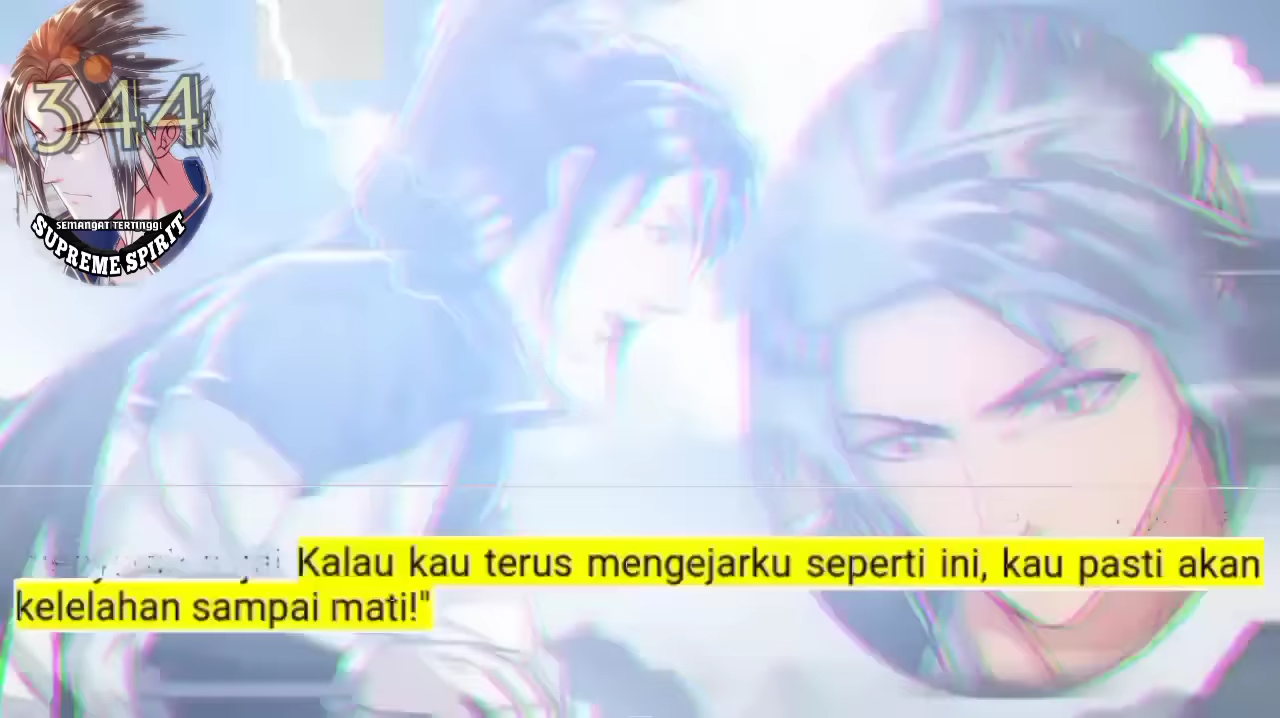 344
SEMANGAT TERTINGGI
SUPREME SPIRIT
Kalau kau terus mengejarku seperti ini, kau pasti akan
kelelahan sampai mati!"